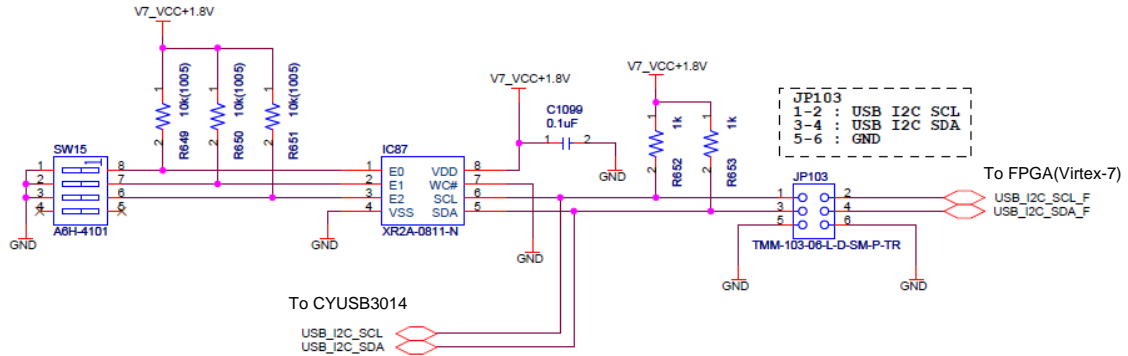 V7_VCC+1.8V
1
2
R649
10k(1005)
1
2
R650
10k(1005)
1
2
R651
10k(1005)
V7_VCC+1.8V
C1099
0.1uF
1
2
GND
V7_VCC+1.8V
1
2
R652
1k
1
2
R653
1k
JP103
1-2 : USB I2C SCL
3-4 : USB I2C SDA
5-6 : GND
SW15
1
2
3
4
8
7
6
5
1
A6H-4101
GND
GND
IC87
1
2
3
4
E0
E1
E2
VSS
VDD
WC#
SCL
SDA
8
7
6
5
XR2A-0811-N
GND
JP103
1
3
5
2
4
6
TMM-103-06-L-D-SM-P-TR
GND
GND
To FPGA(Virtex-7)
USB_I2C_SCL_F
USB_I2C_SDA_F
To CYUSB3014
USB_I2C_SCL
USB_I2C_SDA